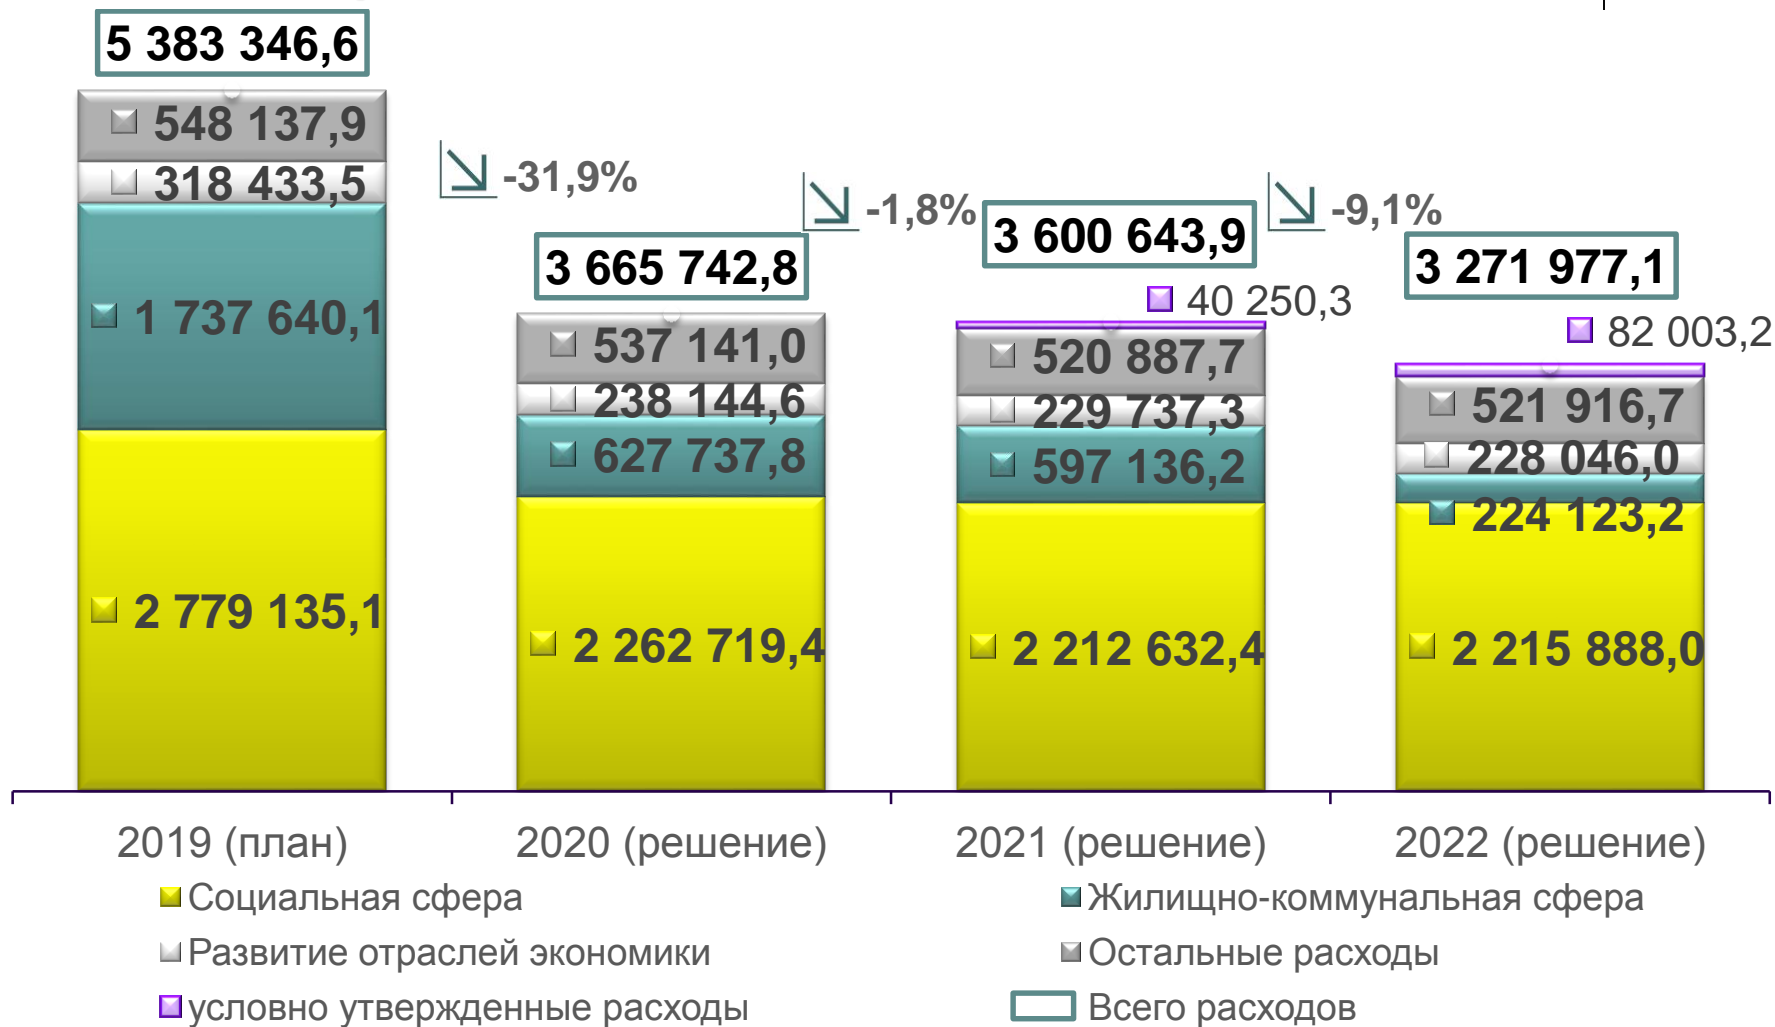 5 383 346,6
548 137,9
318 433,5
1 737 640,1
2 779 135,1
-31,9%
3 665 742,8
537 141,0
238 144,6
627 737,8
2 262 719,4
-1,8%
3 600 643,9
40 250,3
520 887,7
229 737,3
597 136,2
2 212 632,4
-9,1%
3 271 977,1
82 003,2
521 916,7
228 046,0
224 123,2
2 215 888,0
2019 (план) 2020 (решение) 2021 (решение) 2022 (решение)
Социальная сфера Жилищно-коммунальная сфера
Развитие отраслей экономики Остальные расходы
условно утвержденные расходы Всего расходов